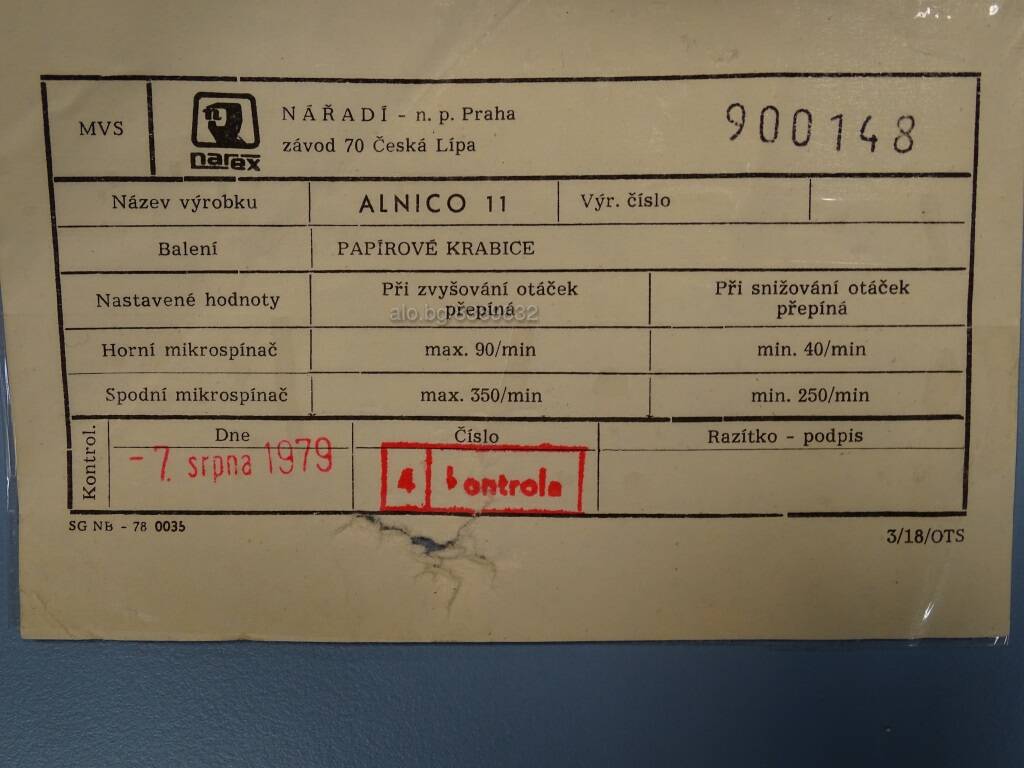 MVS
n
narex
NÁŘADÍ - n. p. Praha
závod 70 Česká Lípa
900148
Název výrobku
ALNICO 11
Výr. číslo
Balení
PAPÍROVÉ KRABICE
Nastavené hodnoty
Při zvyšování otáček
přepíná
Při snižování otáček
přepíná
alo.bg
Horní mikrospínač
max. 90/min
min. 40/min
Spodní mikrospínač
max. 350/min
min. 250/min
Kontrol.
Dne
-7. srpna 1979
Číslo
4 kontrola
Razítko - podpis
SG NB - 78 0035
3/18/OTS